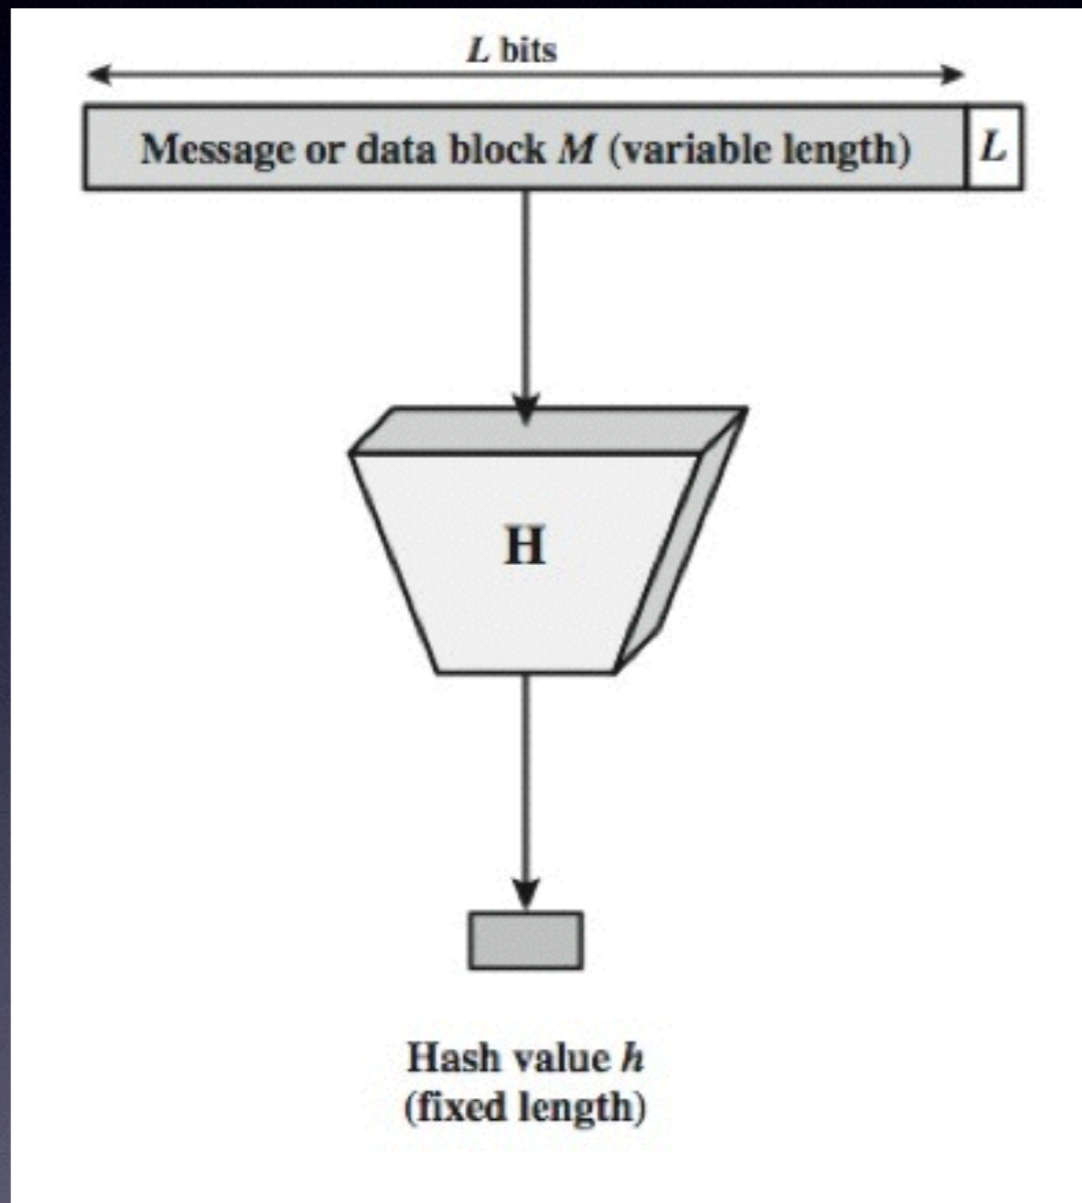 L bits
Message or data block M (variable length) L
H
Hash value h
(fixed length)